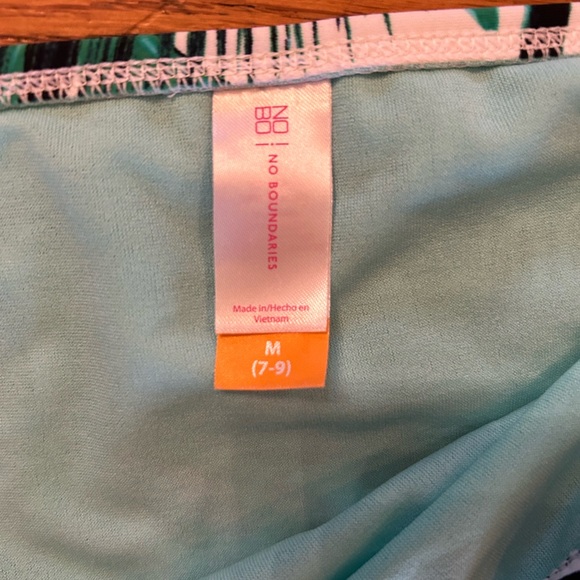 NO
BO
NO BOUNDARIES
Made in/Hecho en
Vietnam
M
(7-9)